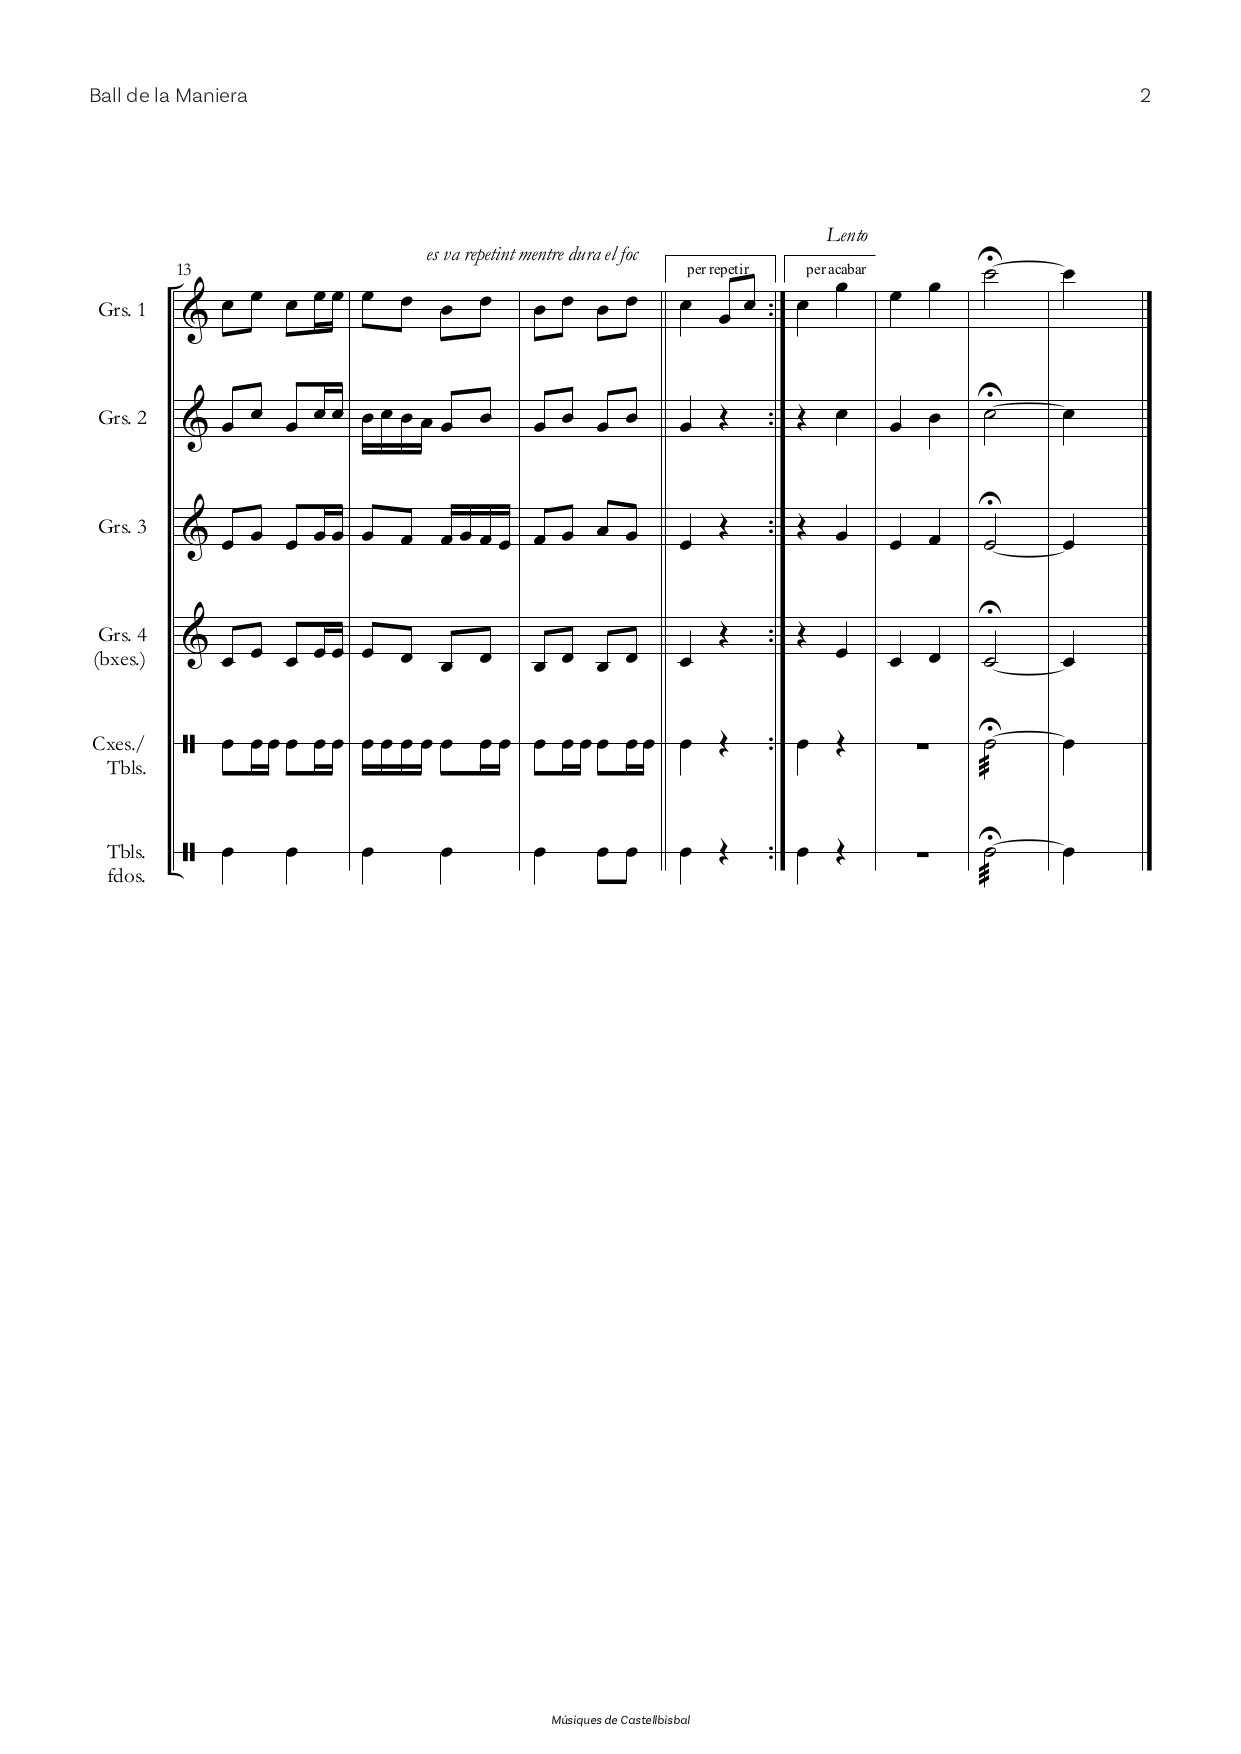 Ball de la Maniera
2
Lento
es va repetint mentre dura el foc
13
per repetir
per acabar
Grs. 1
Grs. 2
Grs. 3
Grs. 4
(bxes.)
Cxes./
Tbls.
Tbls.
fdos.
Músiques de Castellbisbal